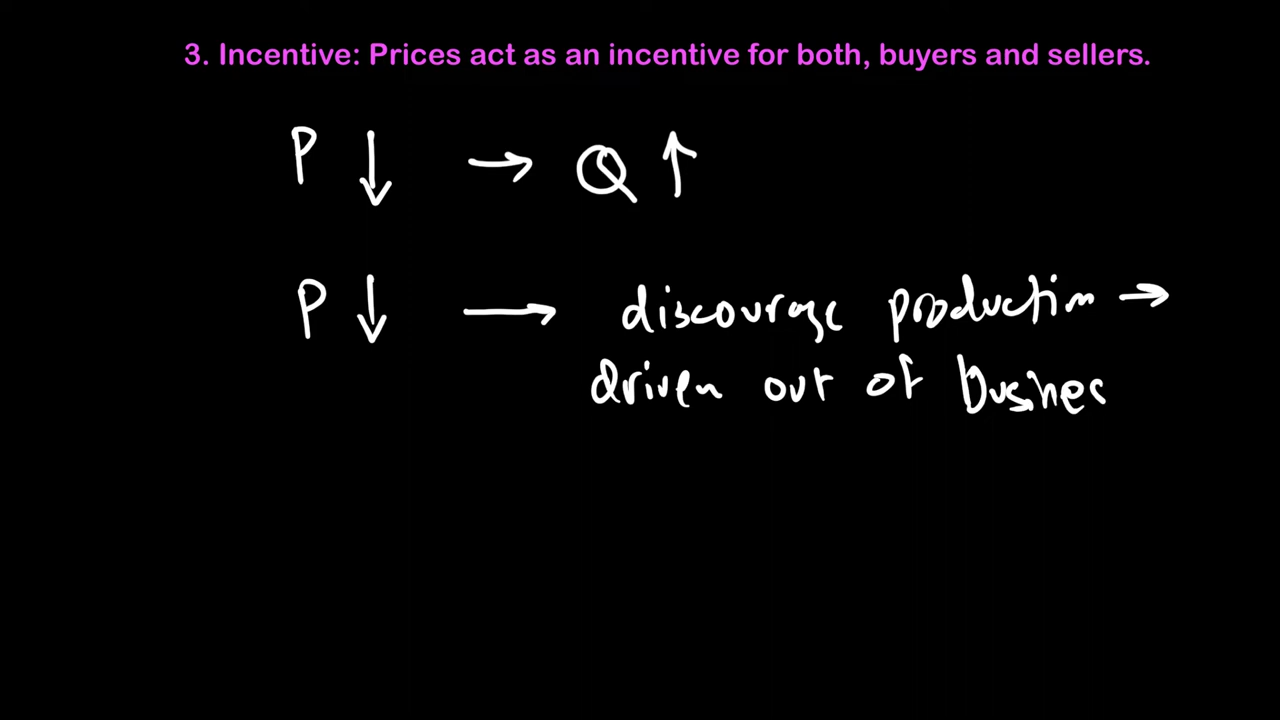 3. Incentive: Prices act as an incentive for both, buyers and sellers.
P ↓ → Q ↑
P ↓ → discourage production →
driven out of busines